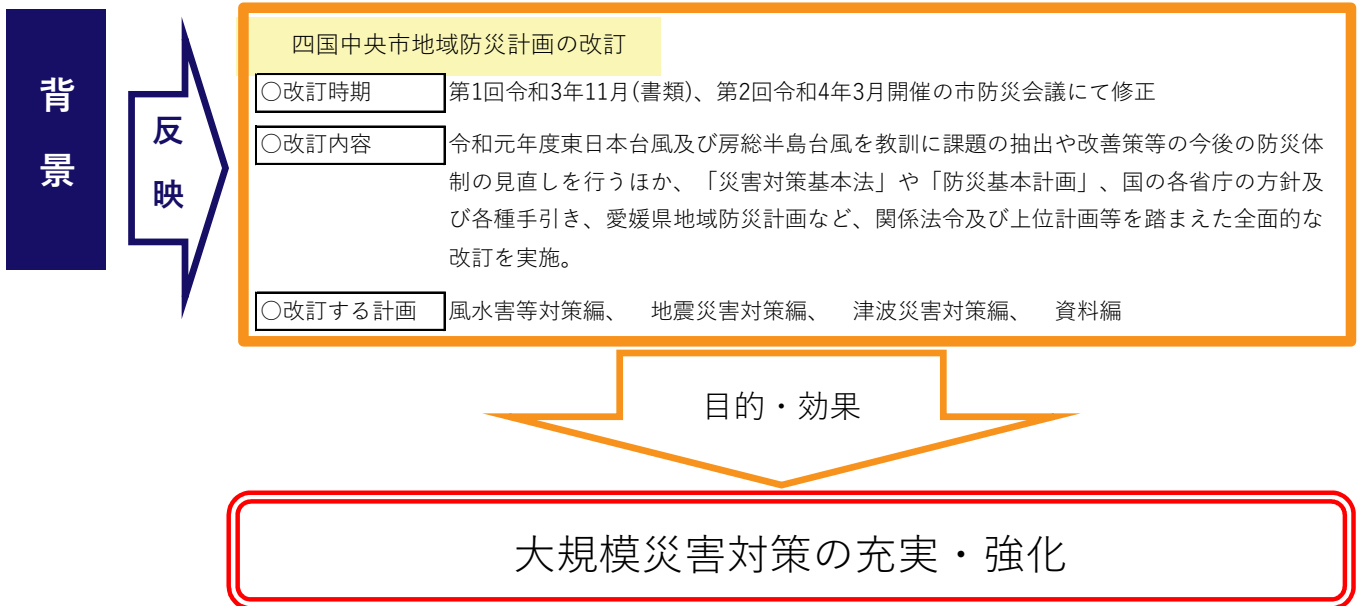 背景
反映
四国中央市地域防災計画の改訂
○改訂時期 第1回令和3年11月(書類)、第2回令和4年3月開催の市防災会議にて修正
○改訂内容 令和元年度東日本台風及び房総半島台風を教訓に課題の抽出や改善策等の今後の防災体
制の見直しを行うほか、「災害対策基本法」や「防災基本計画」、国の各省庁の方針及
び各種手引き、愛媛県地域防災計画など、関係法令及び上位計画等を踏まえた全面的な
改訂を実施。
○改訂する計画 風水害等対策編、 地震災害対策編、 津波災害対策編、 資料編
目的・効果
大規模災害対策の充実・強化